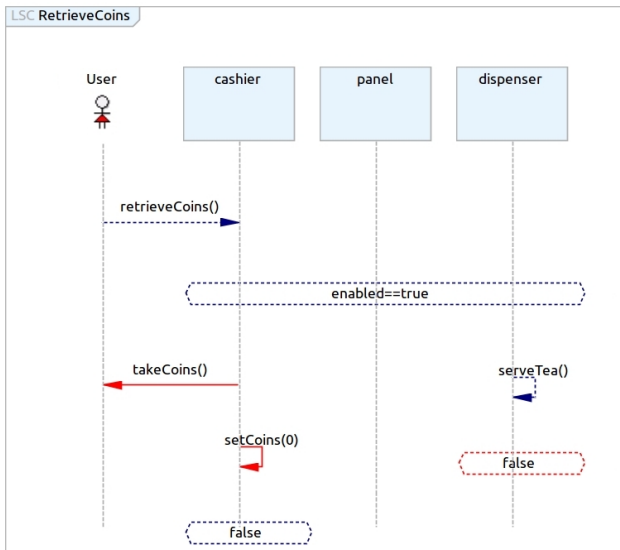 LSC RetrieveCoins
User
cashier
panel
dispenser
retrieveCoins()
enabled==true
takeCoins()
serveTea()
setCoins(0)
false
false